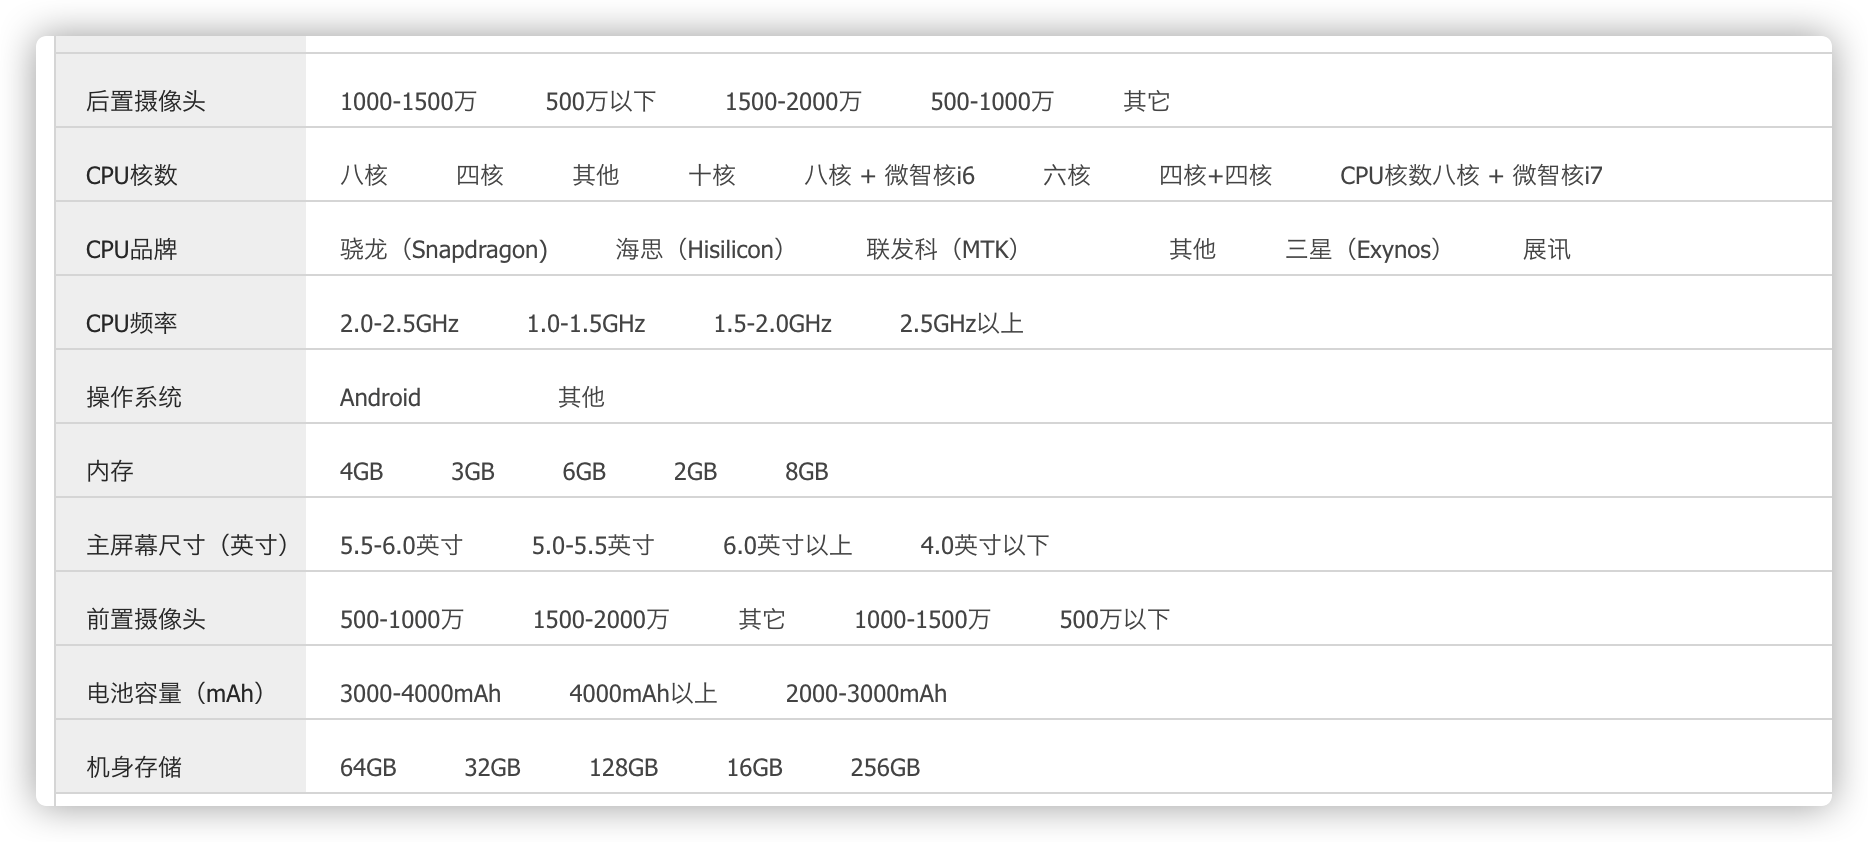 后置摄像头 1000-1500万 500万以下 1500-2000万 500-1000万 其它
CPU核数 八核 四核 其他 十核 八核 + 微智核i6 六核 四核+四核 CPU核数八核 + 微智核i7
CPU品牌 骁龙（Snapdragon) 海思（Hisilicon） 联发科（MTK） 其他 三星（Exynos） 展讯
CPU频率 2.0-2.5GHz 1.0-1.5GHz 1.5-2.0GHz 2.5GHz以上
操作系统 Android 其他
内存 4GB 3GB 6GB 2GB 8GB
主屏幕尺寸（英寸） 5.5-6.0英寸 5.0-5.5英寸 6.0英寸以上 4.0英寸以下
前置摄像头 500-1000万 1500-2000万 其它 1000-1500万 500万以下
电池容量（mAh） 3000-4000mAh 4000mAh以上 2000-3000mAh
机身存储 64GB 32GB 128GB 16GB 256GB